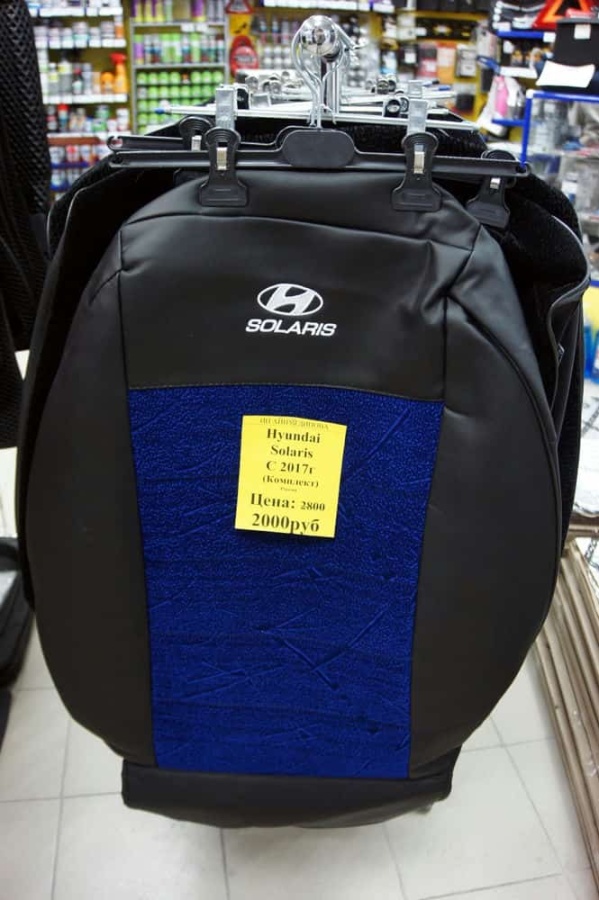 SOLARIS
Hyundai
Solaris
С 2017г
(Комплект)
Цена: 2800
2000руб